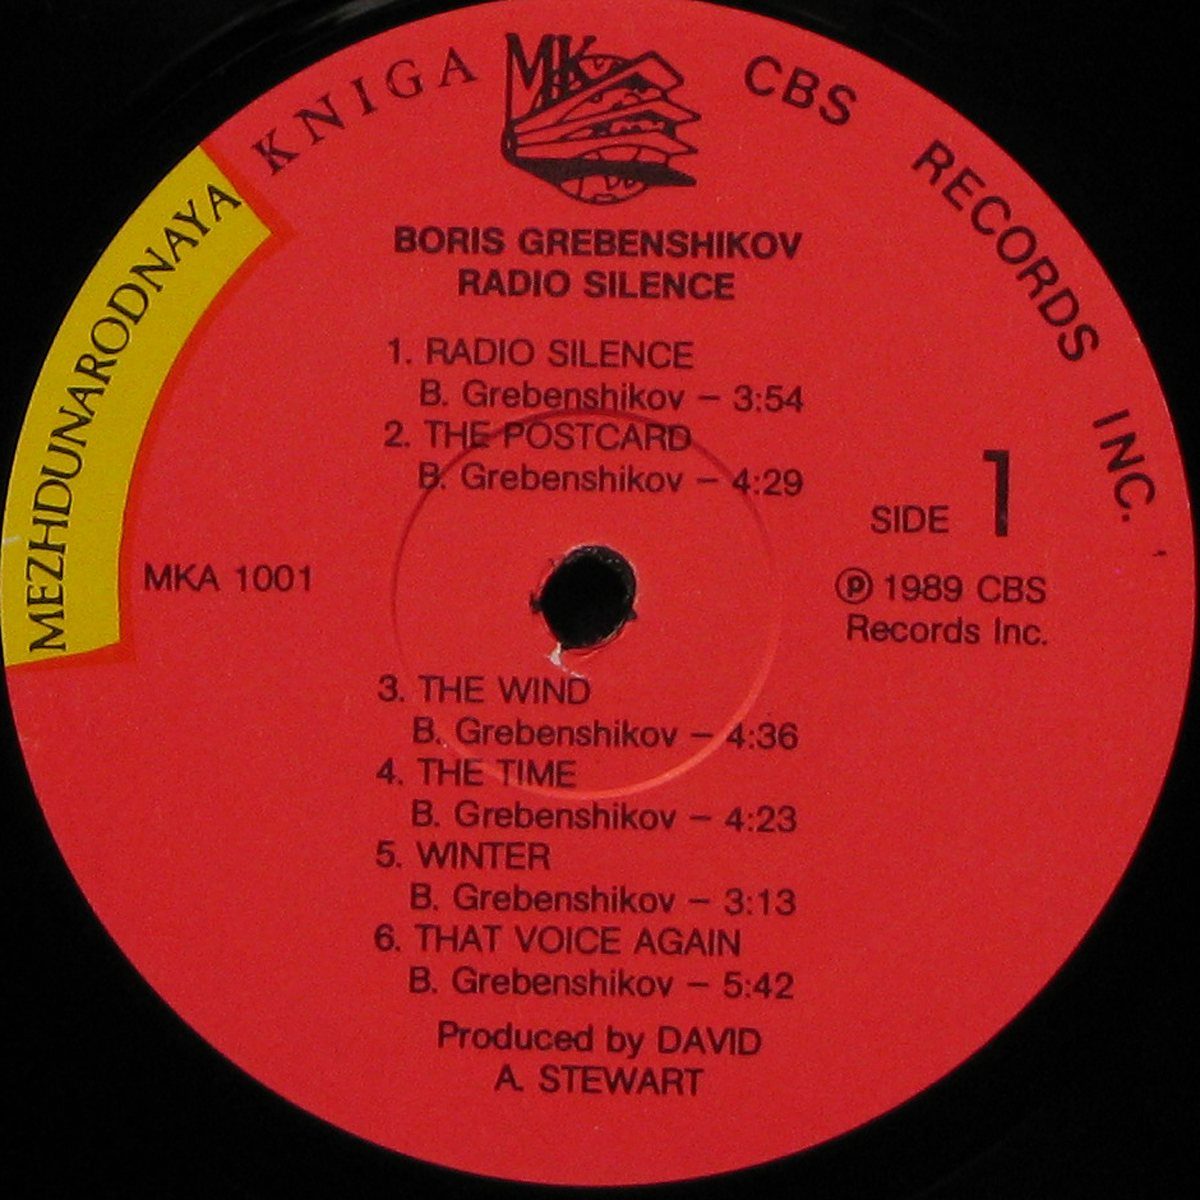 MEZHDUNARODNAYA KNIGA
MK
CBS RECORDS INC.
BORIS GREBENSHIKOV
RADIO SILENCE
1. RADIO SILENCE
B. Grebenshikov – 3:54
2. THE POSTCARD
B. Grebenshikov – 4:29
SIDE 1
MKA 1001
℗ 1989 CBS
Records Inc.
3. THE WIND
B. Grebenshikov – 4:36
4. THE TIME
B. Grebenshikov – 4:23
5. WINTER
B. Grebenshikov – 3:13
6. THAT VOICE AGAIN
B. Grebenshikov – 5:42
Produced by DAVID
A. STEWART